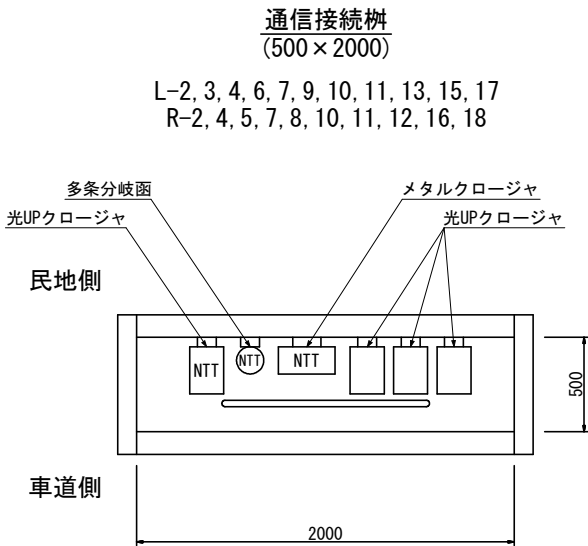 通信接続桝
(500×2000)
L-2, 3, 4, 6, 7, 9, 10, 11, 13, 15, 17
R-2, 4, 5, 7, 8, 10, 11, 12, 16, 18
多条分岐函
メタルクロージャ
光UPクロージャ
光UPクロージャ
民地側
NTT
NTT
NTT
500
車道側
2000